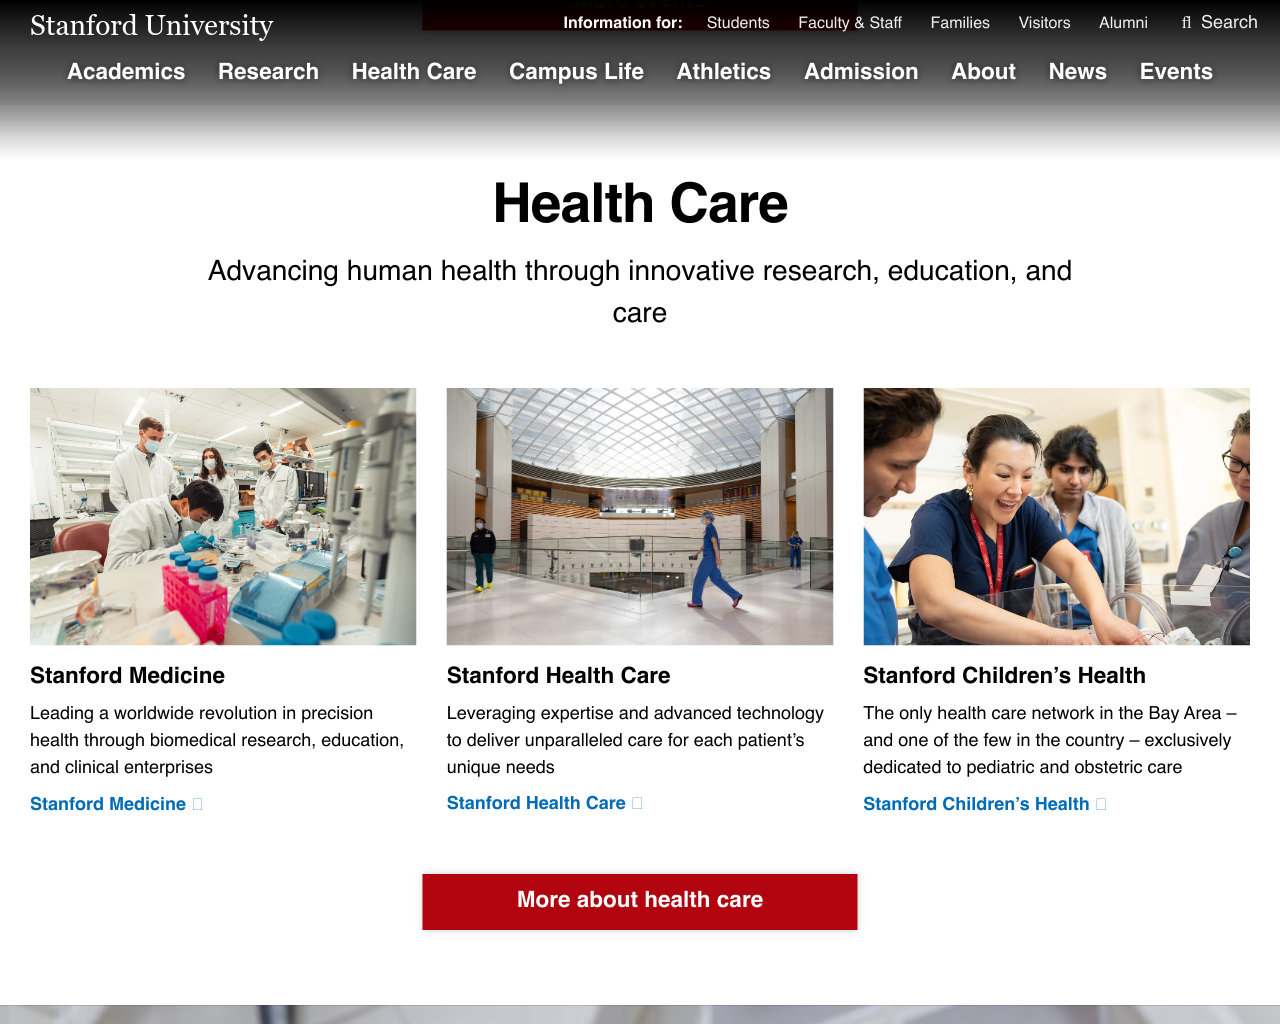 Stanford University
Information for: Students Faculty & Staff Families Visitors Alumni Search
Academics Research Health Care Campus Life Athletics Admission About News Events
Health Care
Advancing human health through innovative research, education, and
care
Stanford Medicine
Leading a worldwide revolution in precision
health through biomedical research, education,
and clinical enterprises
Stanford Medicine
Stanford Health Care
Leveraging expertise and advanced technology
to deliver unparalleled care for each patient’s
unique needs
Stanford Health Care
Stanford Children’s Health
The only health care network in the Bay Area –
and one of the few in the country – exclusively
dedicated to pediatric and obstetric care
Stanford Children’s Health
More about health care